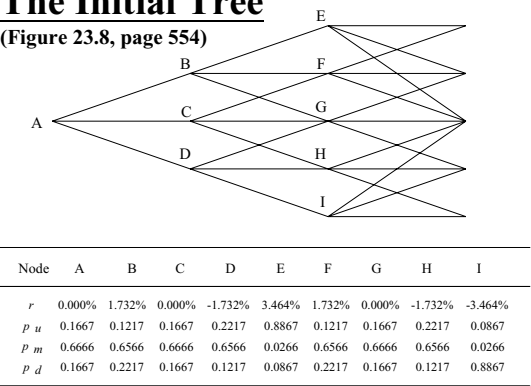 The Initial Tree
(Figure 23.8, page 554)
E
B
F
A
C
G
D
H
I
Node A B C D E F G H I
r 0.000% 1.732% 0.000% -1.732% 3.464% 1.732% 0.000% -1.732% -3.464%
p u 0.1667 0.1217 0.1667 0.2217 0.8867 0.1217 0.1667 0.2217 0.0867
p m 0.6666 0.6566 0.6666 0.6566 0.0266 0.6566 0.6666 0.6566 0.0266
p d 0.1667 0.2217 0.1667 0.1217 0.0867 0.2217 0.1667 0.1217 0.8867